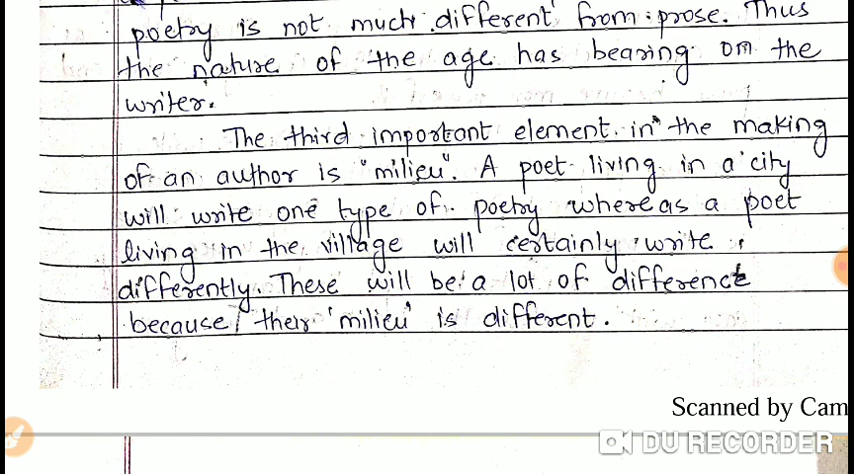 poetry is not much different from prose. Thus
the nature of the age has bearing on the
writer.
The third important element in the making
of an author is "milieu". A poet living in a city
will write one type of poetry where as a poet
living in the village will certainly write
differently. These will be a lot of difference
because their 'milieu' is different.
Scanned by Cam
DU RECORDER